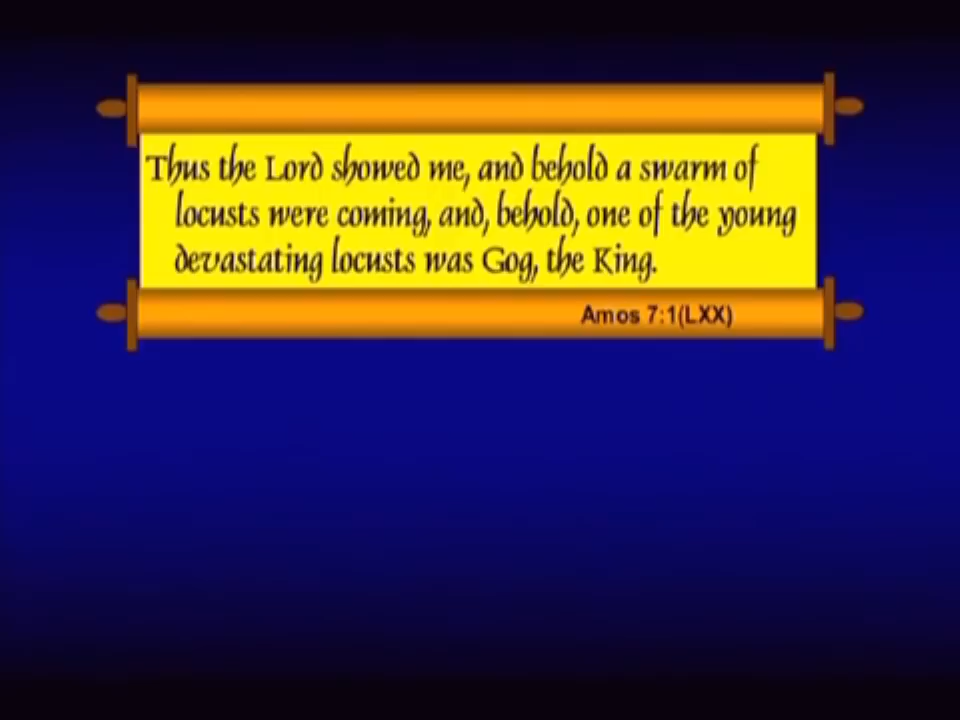 Thus the Lord showed me, and behold a swarm of
locusts were coming, and, behold, one of the young
devastating locusts was Gog, the King.
Amos 7:1(LXX)